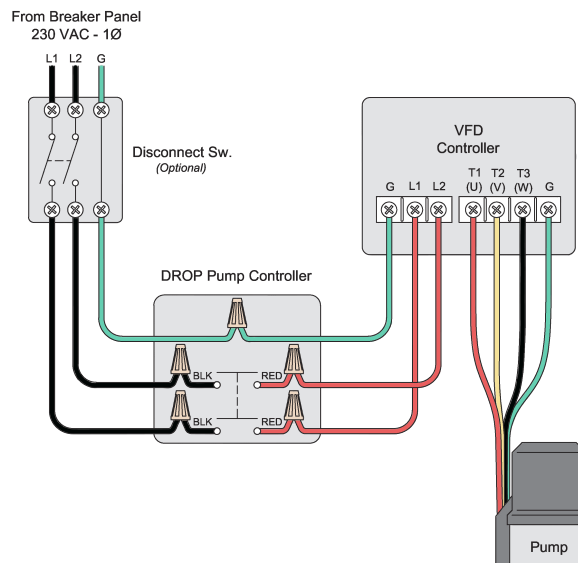 From Breaker Panel
230 VAC - 1Ø
L1 L2 G
Disconnect Sw.
(Optional)
VFD
Controller
T1 T2 T3
G L1 L2 (U) (V) (W) G
DROP Pump Controller
BLK RED
BLK RED
Pump